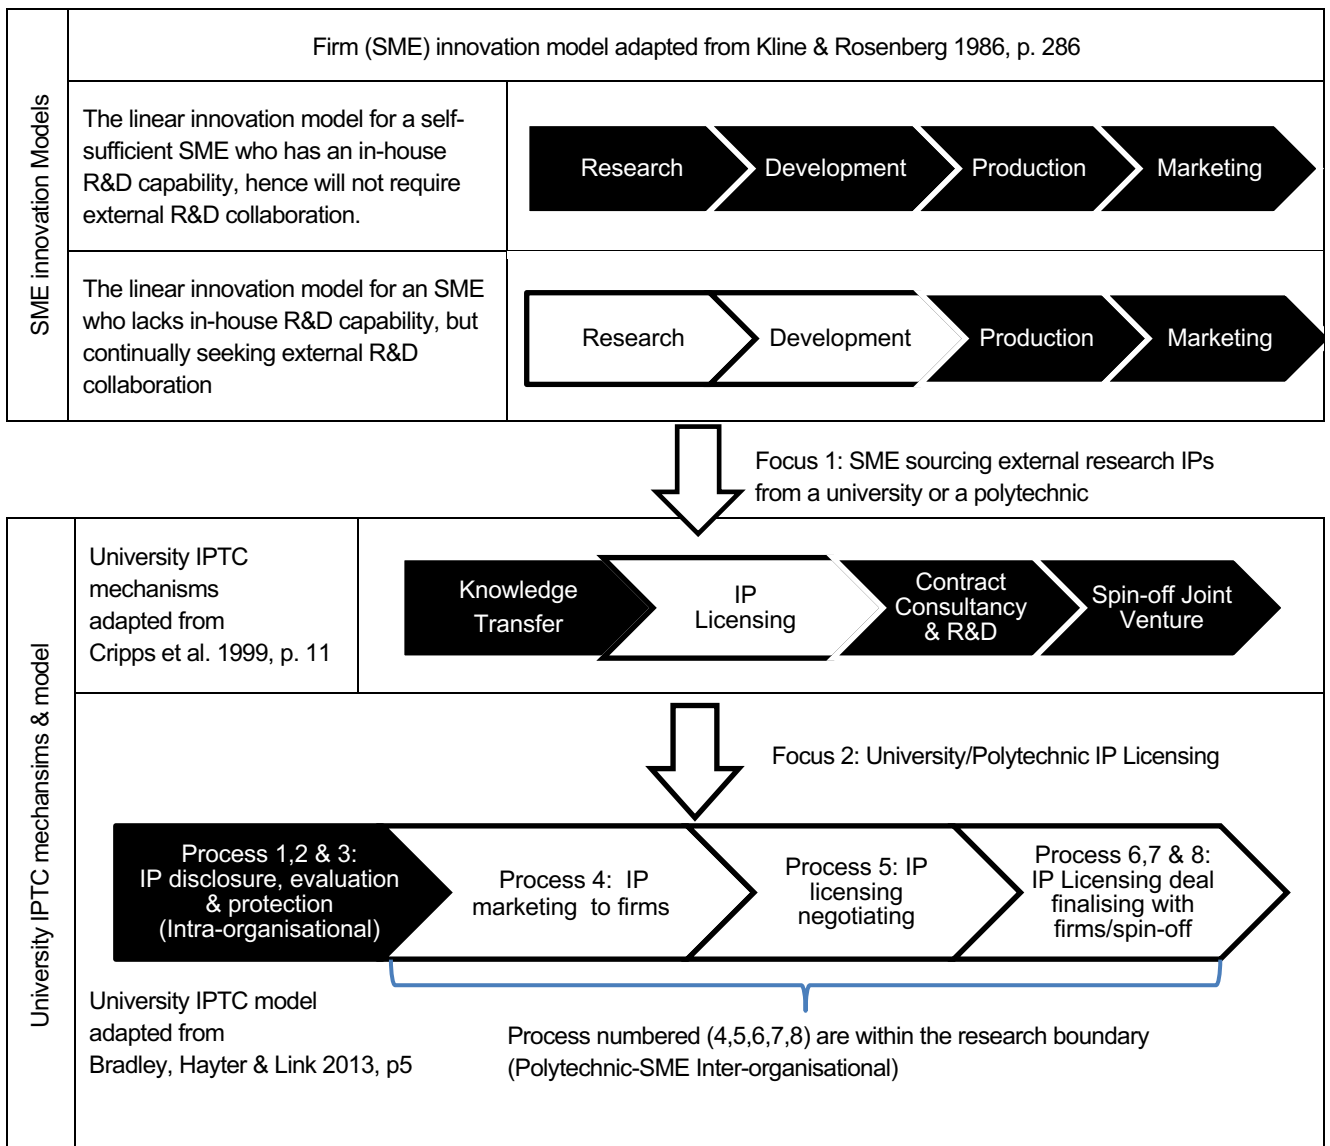 Firm (SME) innovation model adapted from Kline & Rosenberg 1986, p. 286
SME innovation Models
The linear innovation model for a self-
sufficient SME who has an in-house
R&D capability, hence will not require
external R&D collaboration.
Research
Development
Production
Marketing
The linear innovation model for an SME
who lacks in-house R&D capability, but
continually seeking external R&D
collaboration
Research
Development
Production
Marketing
Focus 1: SME sourcing external research IPs
from a university or a polytechnic
University IPTC mechansims & model
University IPTC
mechanisms
adapted from
Cripps et al. 1999, p. 11
Knowledge
Transfer
IP
Licensing
Contract
Consultancy
& R&D
Spin-off Joint
Venture
Focus 2: University/Polytechnic IP Licensing
Process 1,2 & 3:
IP disclosure, evaluation
& protection
(Intra-organisational)
Process 4:  IP
marketing  to firms
Process 5: IP
licensing
negotiating
Process 6,7 & 8:
IP Licensing deal
finalising with
firms/spin-off
University IPTC model
adapted from
Bradley, Hayter & Link 2013, p5
Process numbered (4,5,6,7,8) are within the research boundary
(Polytechnic-SME Inter-organisational)